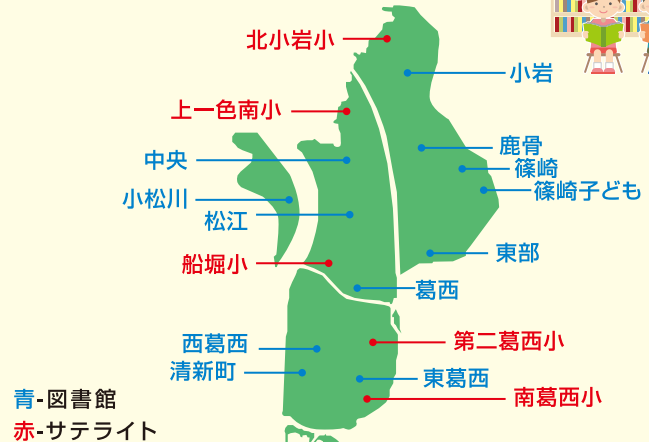 北小岩小
小岩
上一色南小
鹿骨
中央
篠崎
篠崎子ども
小松川
松江
東部
船堀小
葛西
第二葛西小
西葛西
清新町
東葛西
南葛西小
青-図書館
赤-サテライト